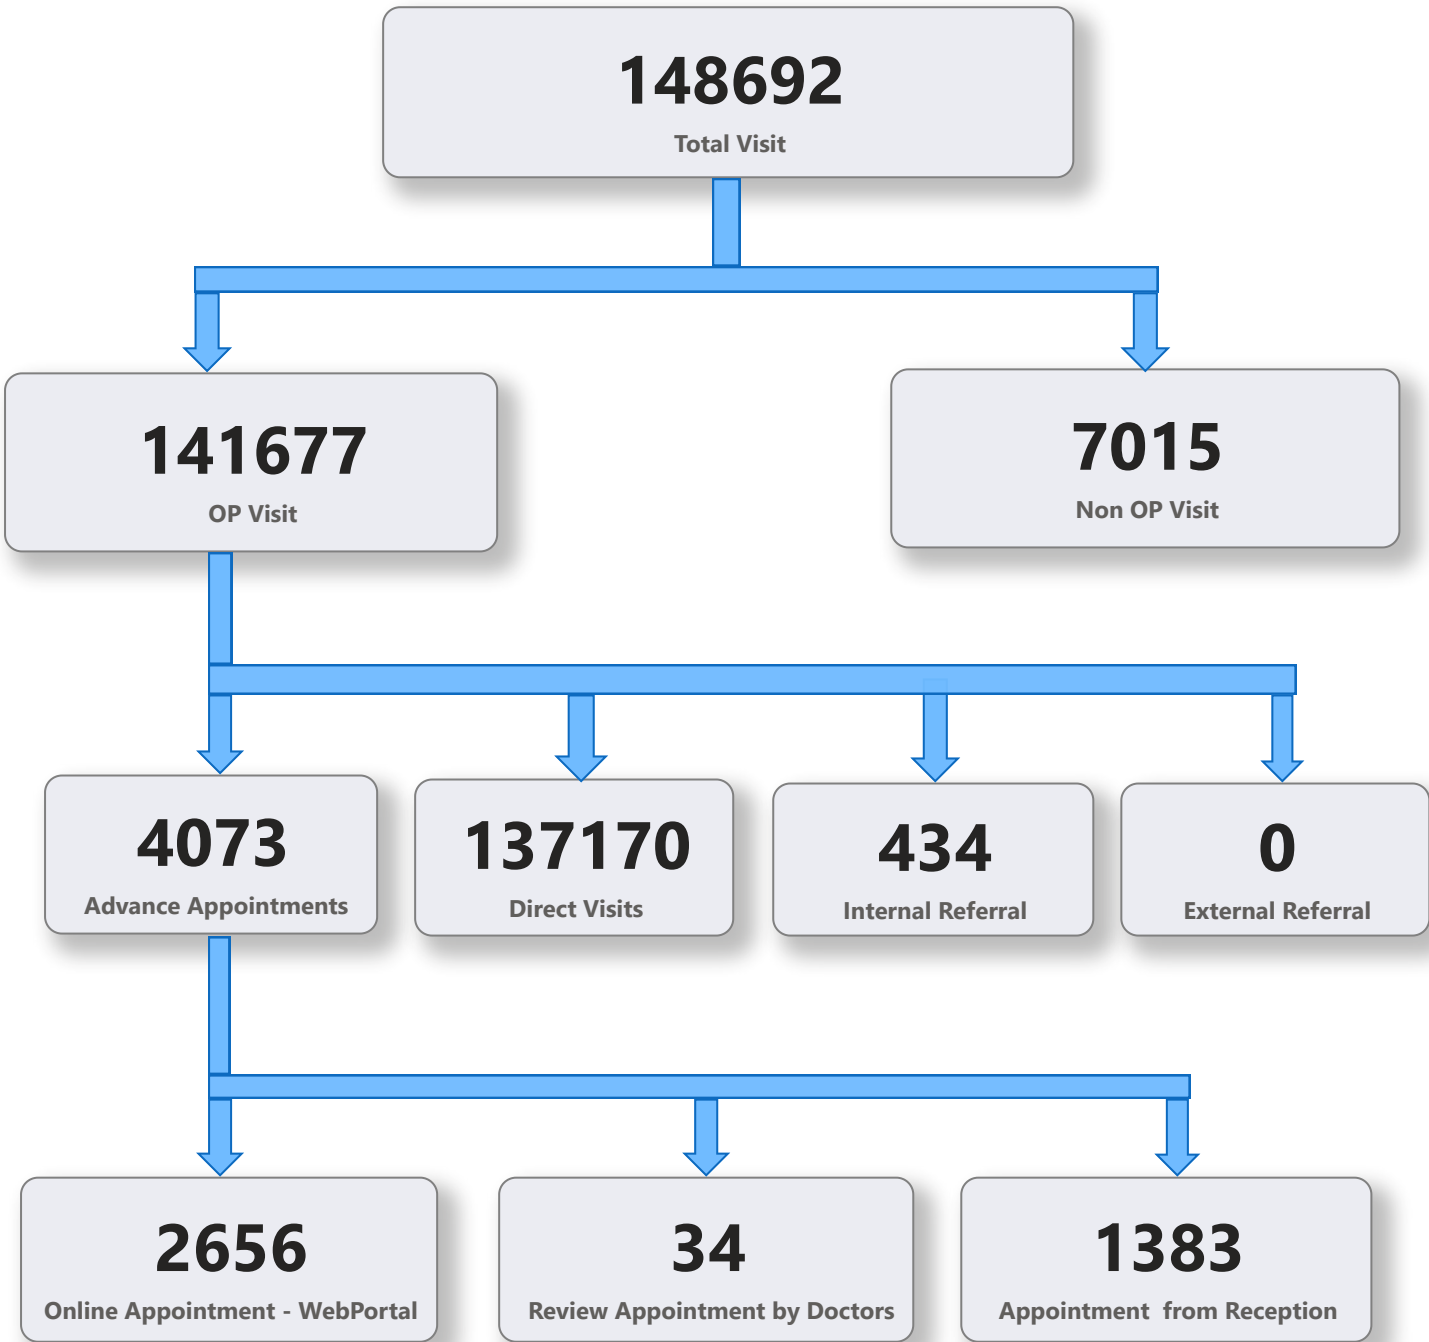 148692
Total Visit
141677
OP Visit
7015
Non OP Visit
4073
Advance Appointments
137170
Direct Visits
434
Internal Referral
0
External Referral
2656
Online Appointment - WebPortal
34
Review Appointment by Doctors
1383
Appointment  from Reception